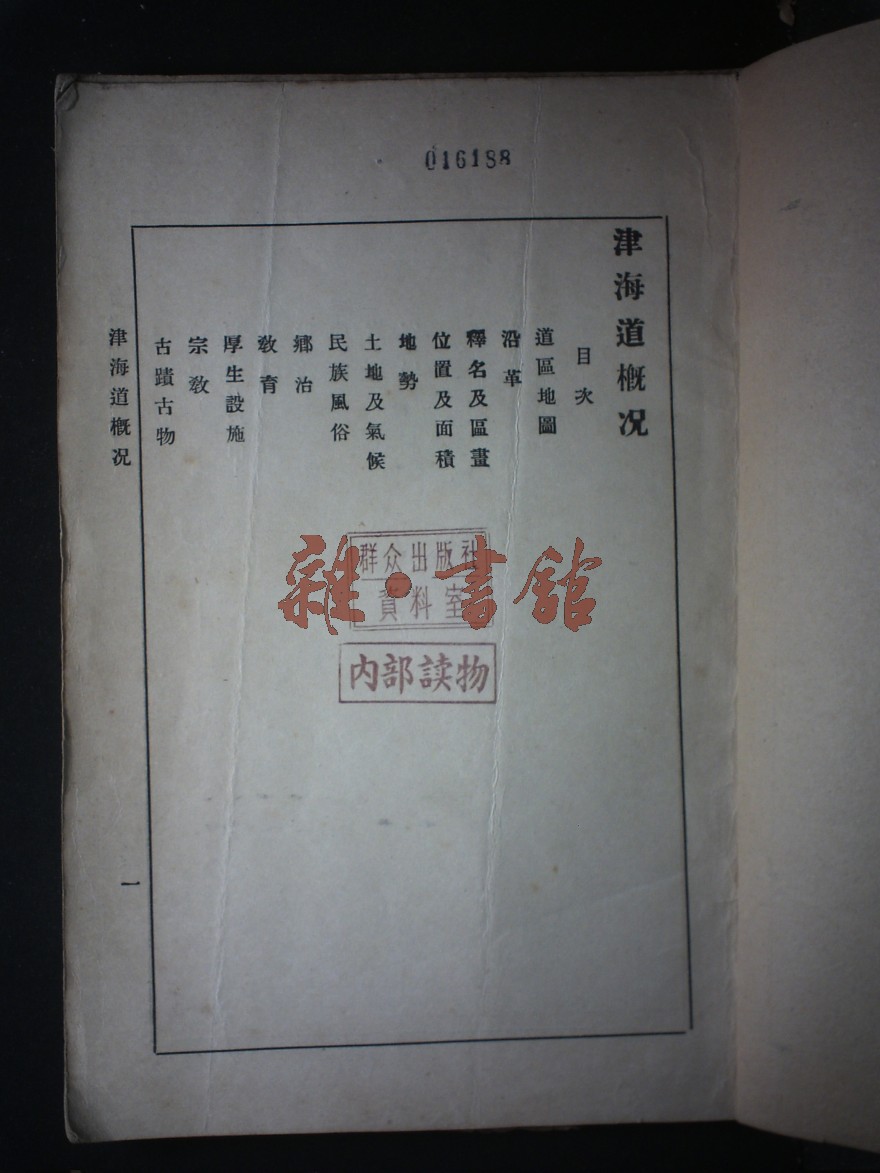 016188
津海道概況
目次
道區地圖
沿革
釋名及區畫
位置及面積
地勢
土地及氣候
民族風俗
鄉治
教育
厚生設施
宗教
古蹟古物
津海道概況
一
群众出版社
資料室
雜·書館
内部读物